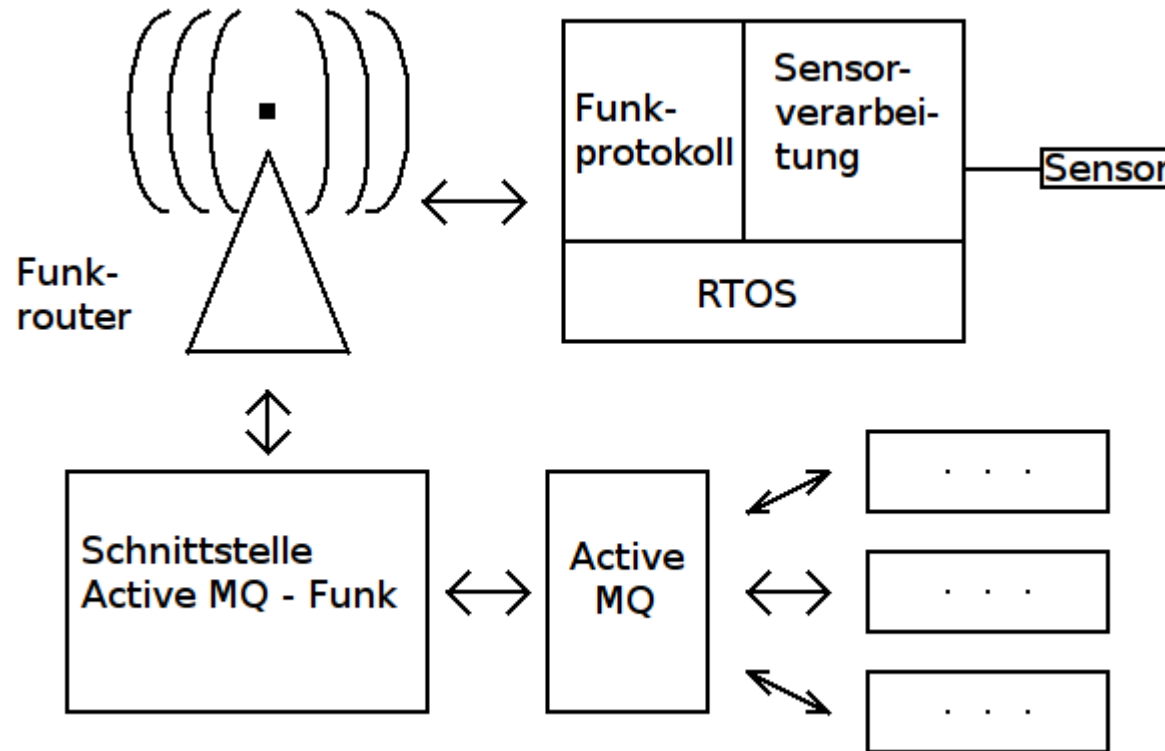 Funk-
protokoll
Sensor-
verarbei-
tung
Sensor
RTOS
Funk-
router
Schnittstelle
Active MQ - Funk
Active
MQ
. . .
. . .
. . .